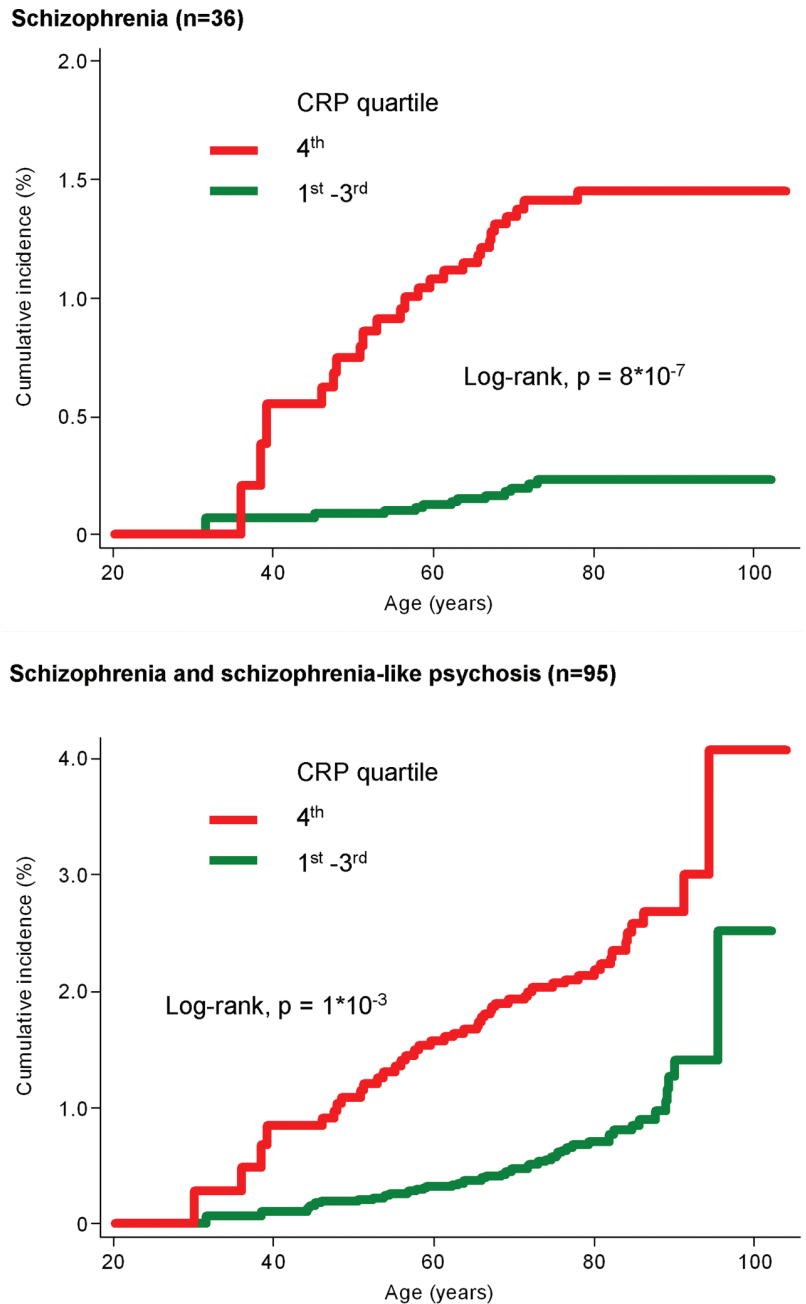 Schizophrenia (n=36)
2.0
CRP quartile
4th
1.5
1st -3rd
1.0
Log-rank, p = 8*10-7
0.5
0
20 40 60 80 100
Age (years)
Cumulative incidence (%)
Schizophrenia and schizophrenia-like psychosis (n=95)
4.0
CRP quartile
4th
1st -3rd
3.0
2.0
Log-rank, p = 1*10-3
1.0
0
20 40 60 80 100
Age (years)
Cumulative incidence (%)